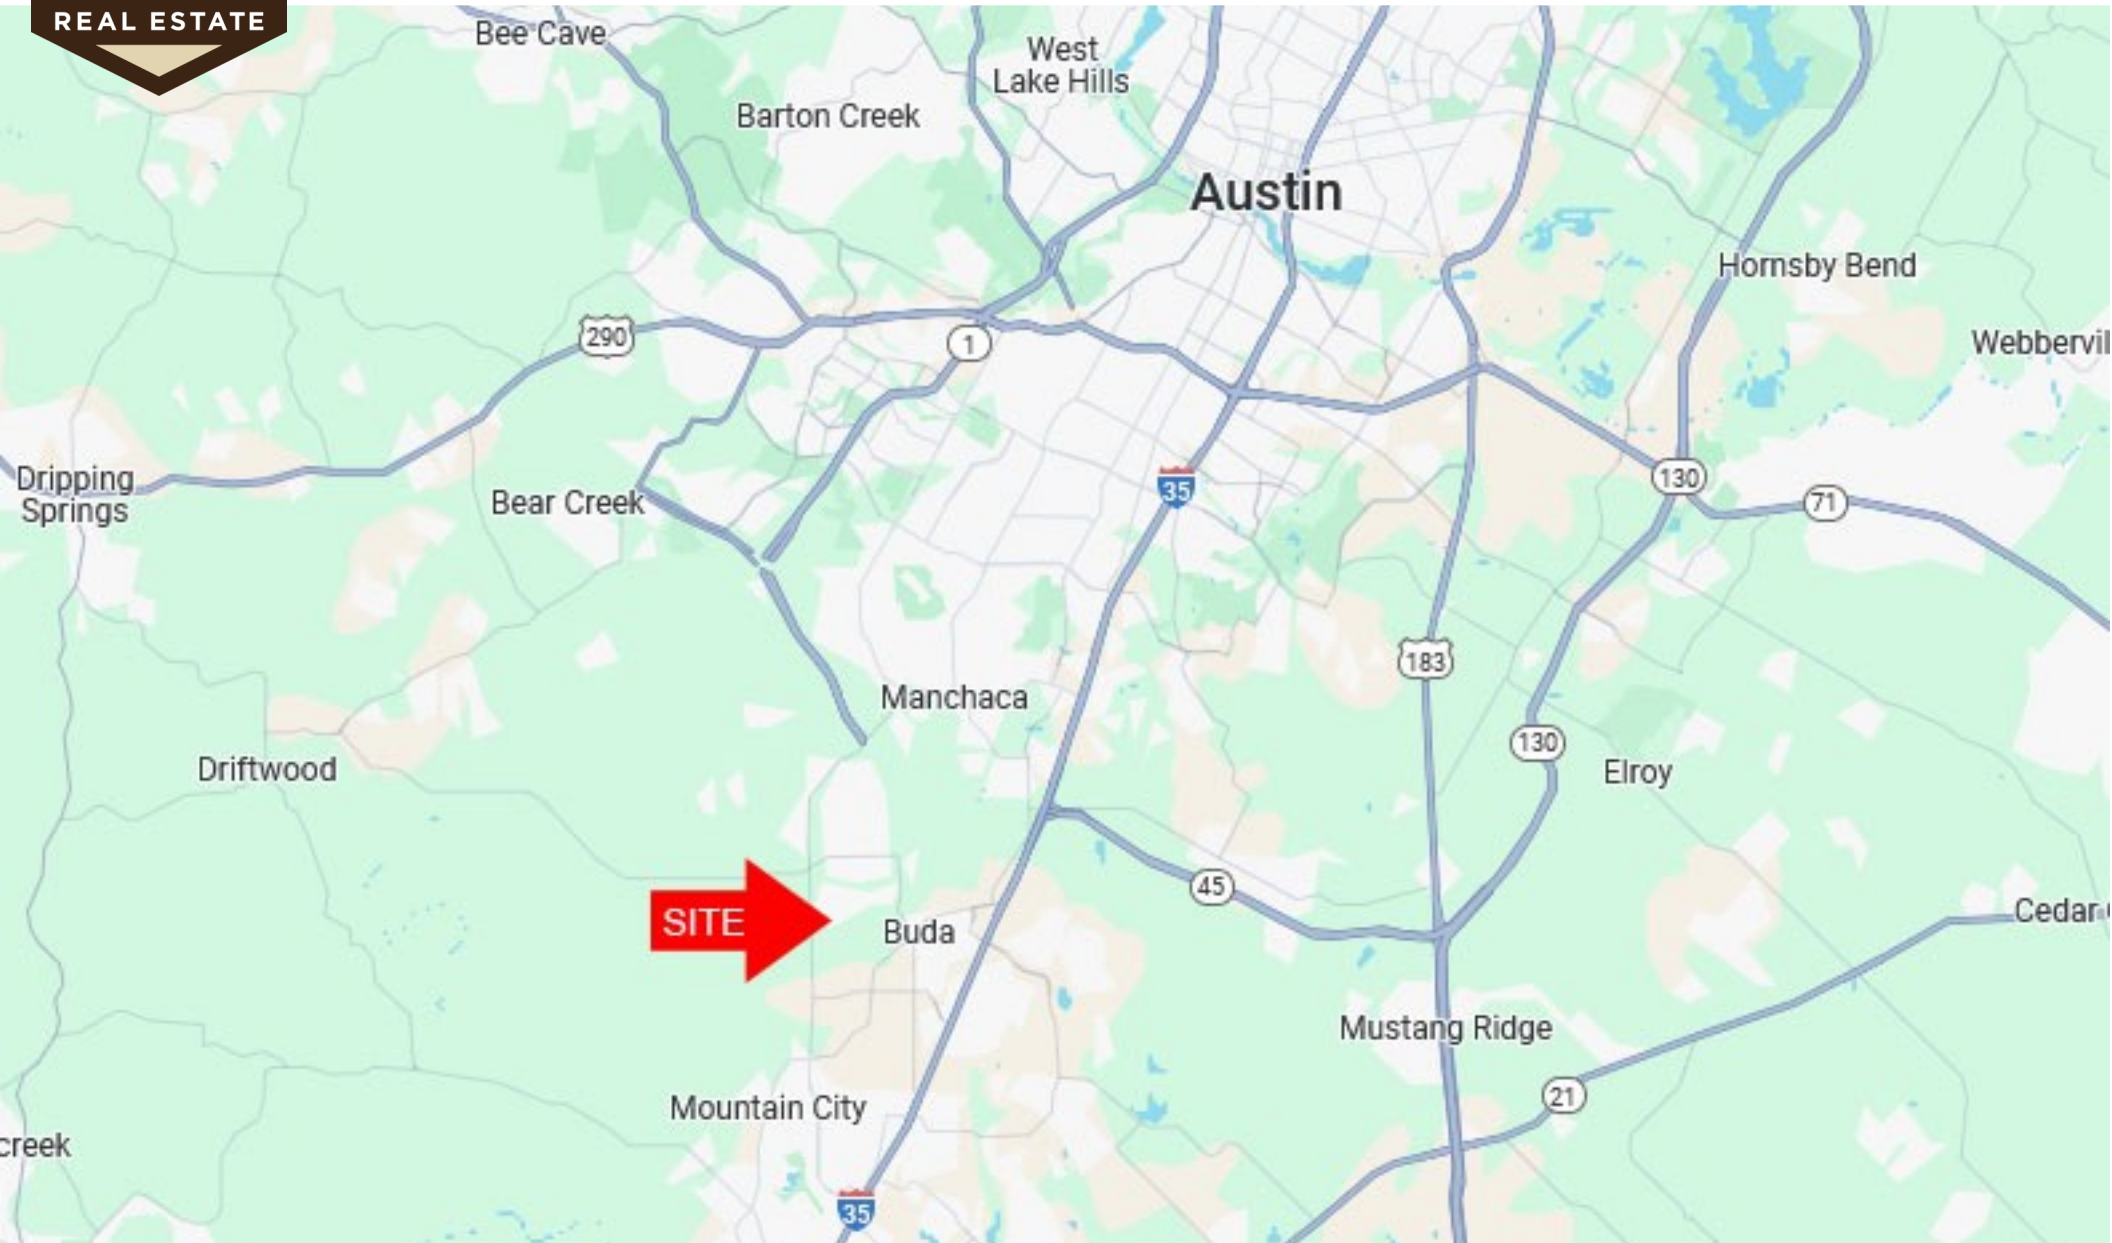 REAL ESTATE
Bee Cave
West
Lake Hills
Barton Creek
Austin
Hornsby Bend
290
1
Dripping
Springs
Bear Creek
35
130
71
183
Manchaca
Driftwood
130
Elroy
45
SITE
Buda
Cedar
Mustang Ridge
21
Mountain City
creek
35